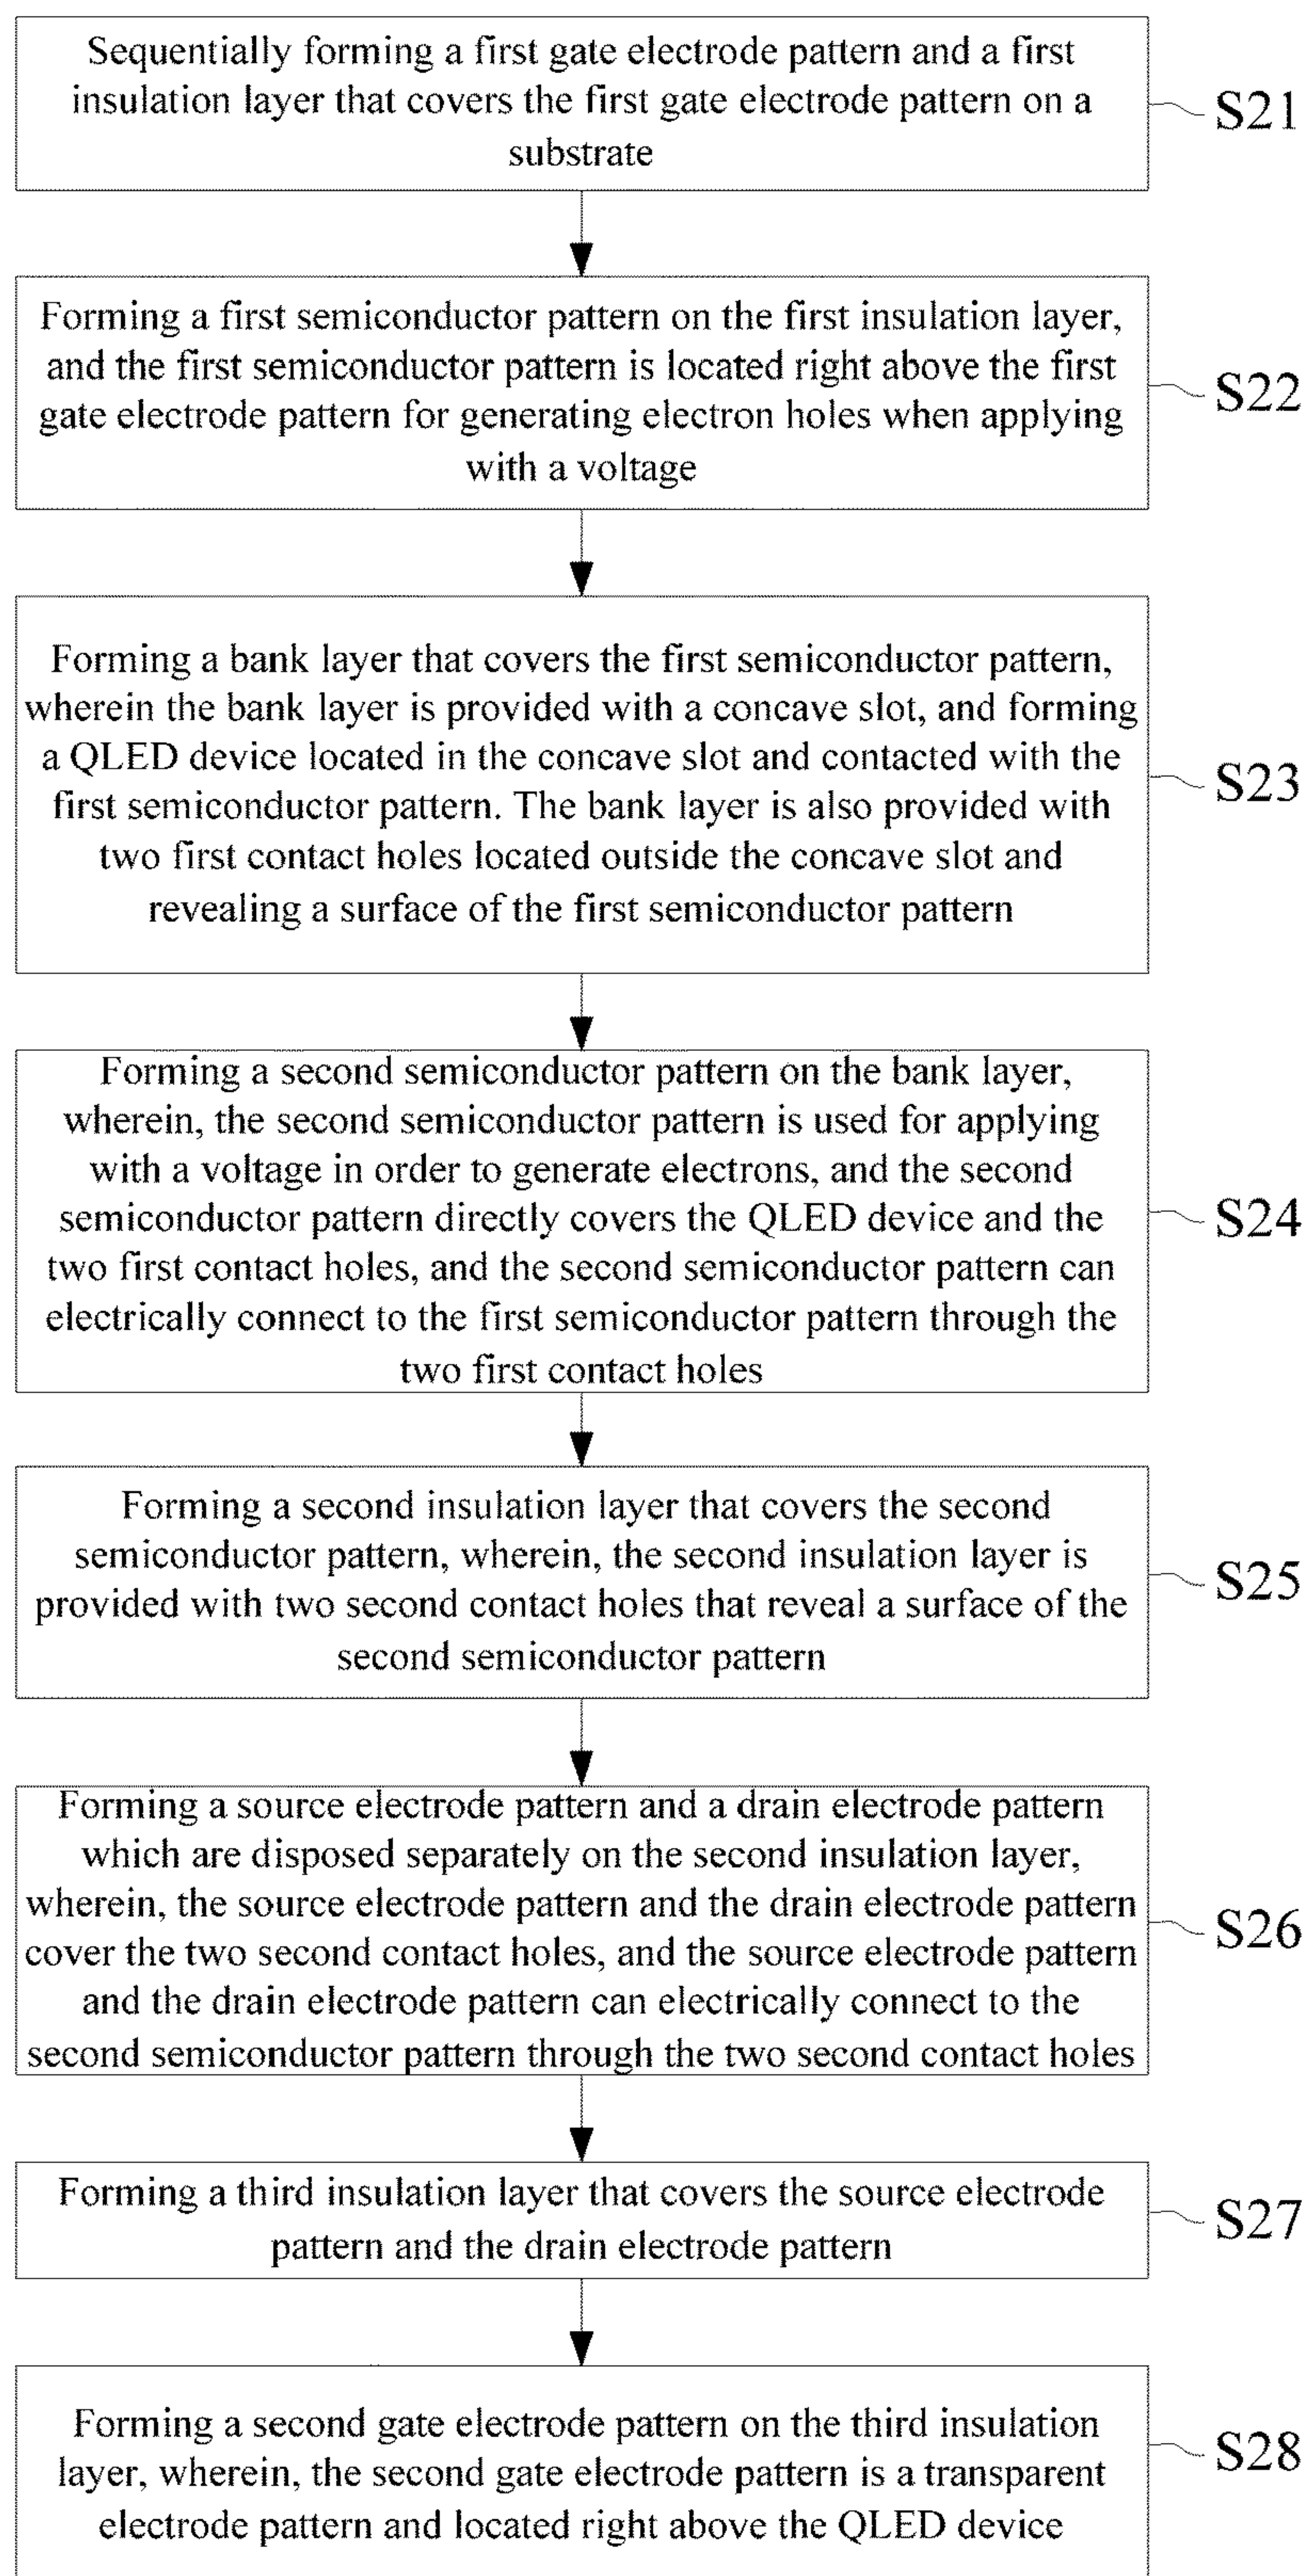 Sequentially forming a first gate electrode pattern and a first
insulation layer that covers the first gate electrode pattern on a
substrate
S21
Forming a first semiconductor pattern on the first insulation layer,
and the first semiconductor pattern is located right above the first
gate electrode pattern for generating electron holes when applying
with a voltage
S22
Forming a bank layer that covers the first semiconductor pattern,
wherein the bank layer is provided with a concave slot, and forming
a QLED device located in the concave slot and contacted with the
first semiconductor pattern. The bank layer is also provided with
two first contact holes located outside the concave slot and
revealing a surface of the first semiconductor pattern
S23
Forming a second semiconductor pattern on the bank layer,
wherein, the second semiconductor pattern is used for applying
with a voltage in order to generate electrons, and the second
semiconductor pattern directly covers the QLED device and the
two first contact holes, and the second semiconductor pattern can
electrically connect to the first semiconductor pattern through the
two first contact holes
S24
Forming a second insulation layer that covers the second
semiconductor pattern, wherein, the second insulation layer is
provided with two second contact holes that reveal a surface of the
second semiconductor pattern
S25
Forming a source electrode pattern and a drain electrode pattern
which are disposed separately on the second insulation layer,
wherein, the source electrode pattern and the drain electrode pattern
cover the two second contact holes, and the source electrode pattern
and the drain electrode pattern can electrically connect to the
second semiconductor pattern through the two second contact holes
S26
Forming a third insulation layer that covers the source electrode
pattern and the drain electrode pattern
S27
Forming a second gate electrode pattern on the third insulation
layer, wherein, the second gate electrode pattern is a transparent
electrode pattern and located right above the QLED device
S28